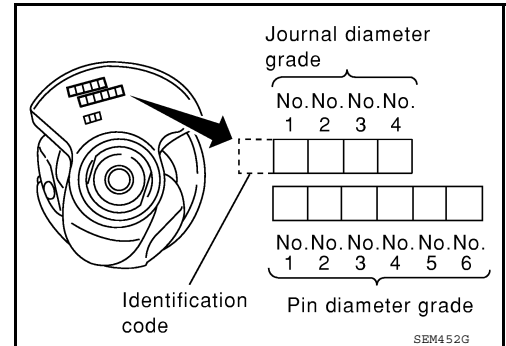 Journal diameter
grade
No. No. No. No.
1 2 3 4
No. No. No. No. No. No.
1 2 3 4 5 6
Identification
code
Pin diameter grade
SEM452G